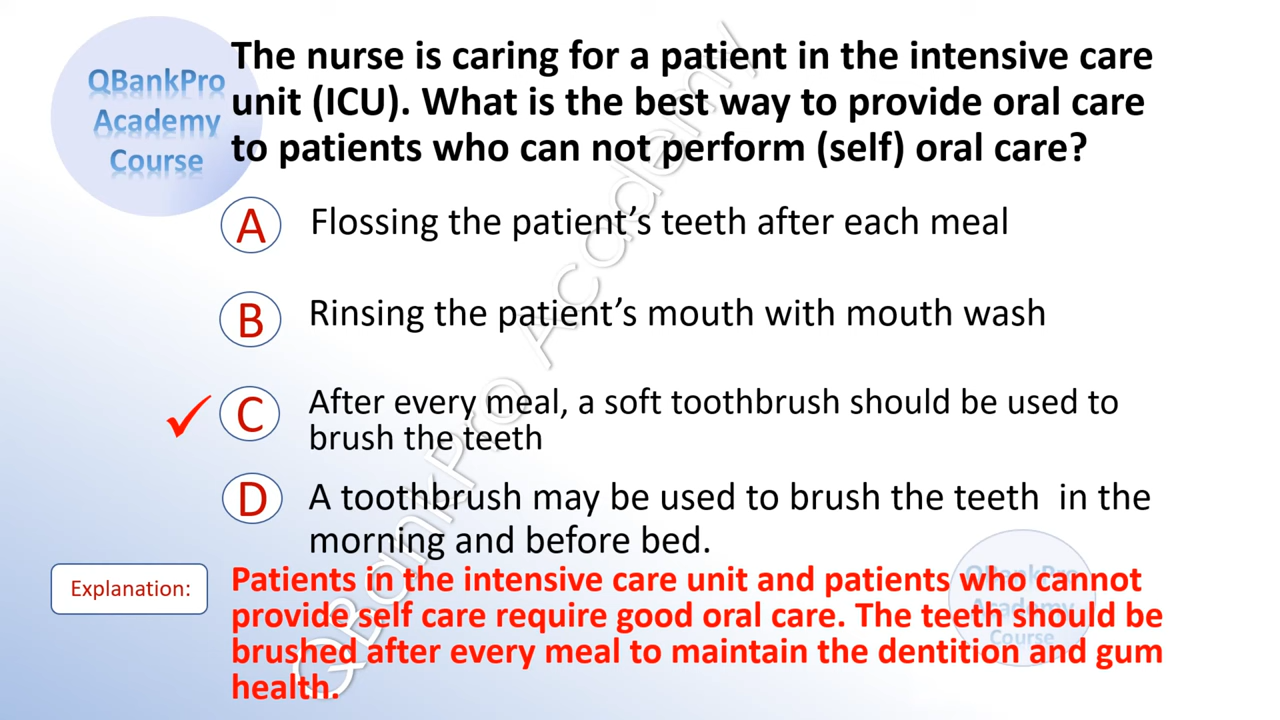 QBankPro
Academy
Course
The nurse is caring for a patient in the intensive care
unit (ICU). What is the best way to provide oral care
to patients who can not perform (self) oral care?
A Flossing the patient’s teeth after each meal
B Rinsing the patient’s mouth with mouth wash
C After every meal, a soft toothbrush should be used to
brush the teeth
D A toothbrush may be used to brush the teeth in the
morning and before bed.
Explanation:
Patients in the intensive care unit and patients who cannot
provide self care require good oral care. The teeth should be
brushed after every meal to maintain the dentition and gum
health.
QBankPro
Academy
Course
QBankPro Academy